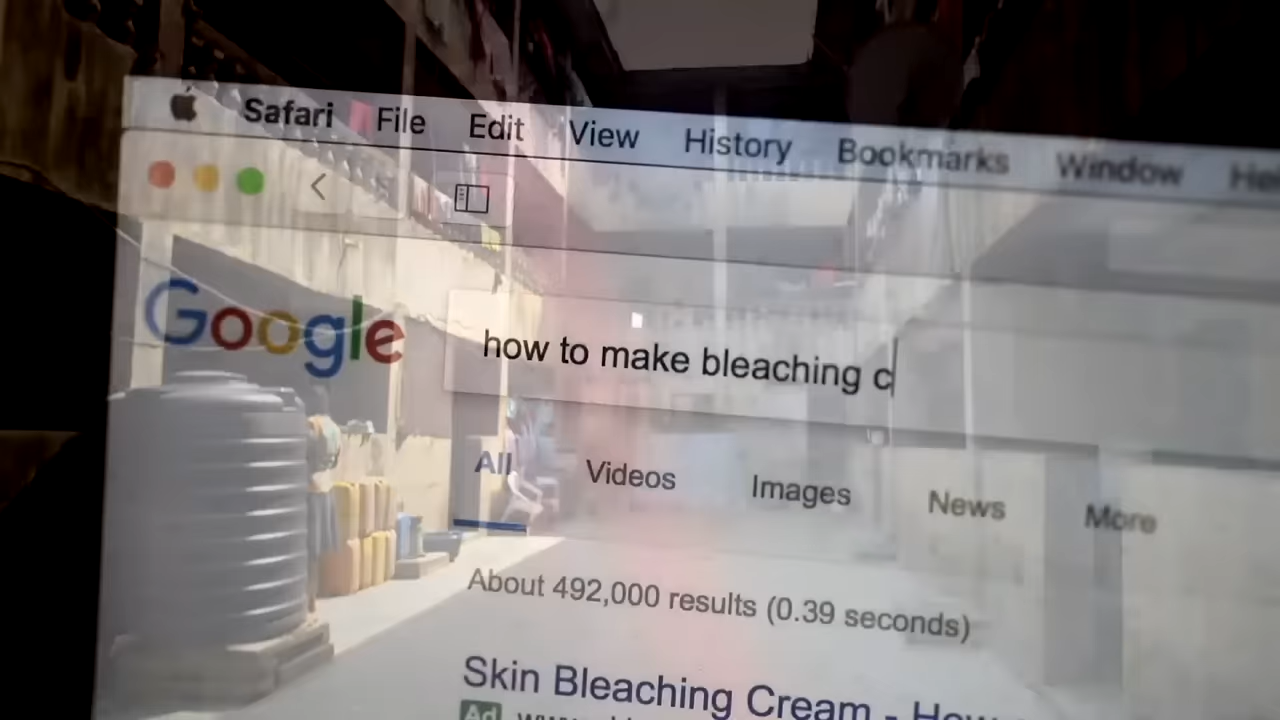 Safari File Edit View History Bookmarks Window
Google
how to make bleaching c
All Videos Images News More
About 492,000 results (0.39 seconds)
Skin Bleaching Cream - How
Ad